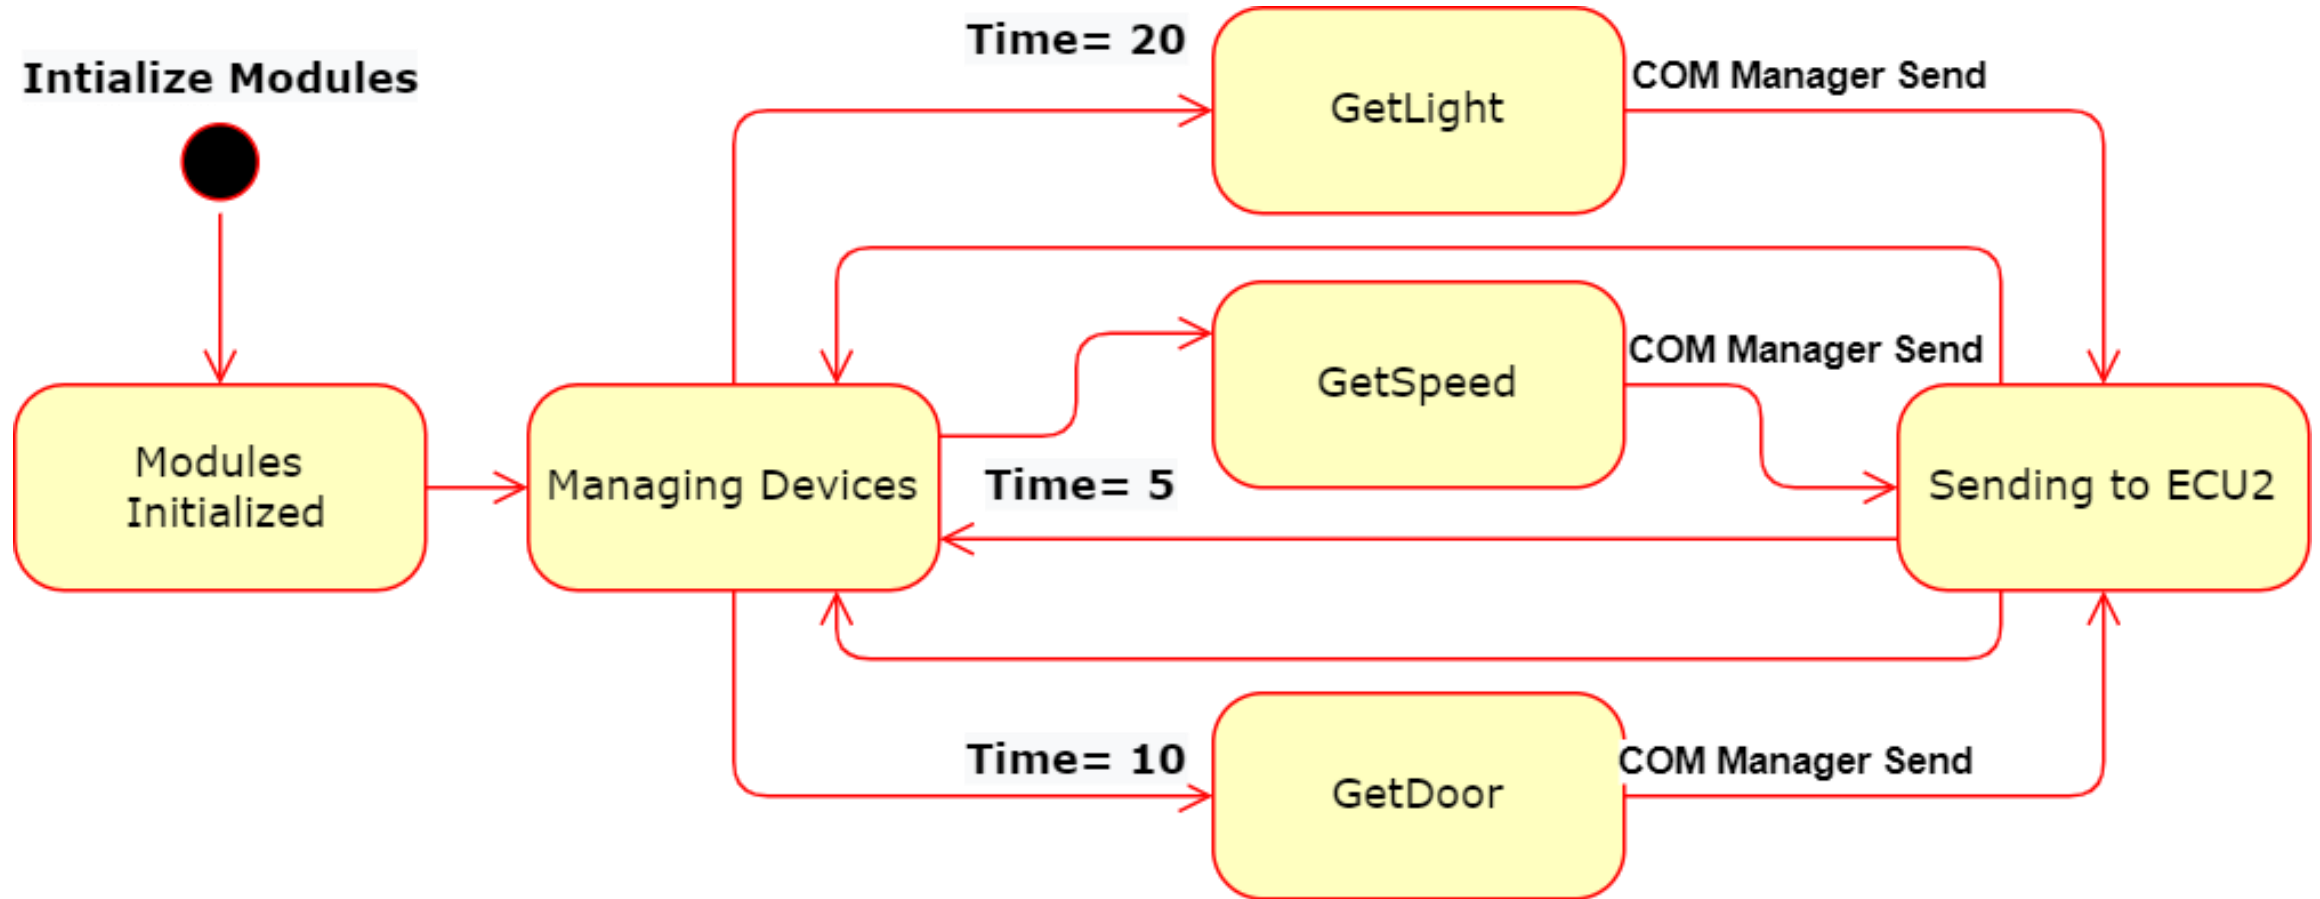 Intialize Modules
Time= 20
GetLight
COM Manager Send
Modules
Initialized
Managing Devices
Time= 5
GetSpeed
COM Manager Send
Sending to ECU2
Time= 10
GetDoor
COM Manager Send